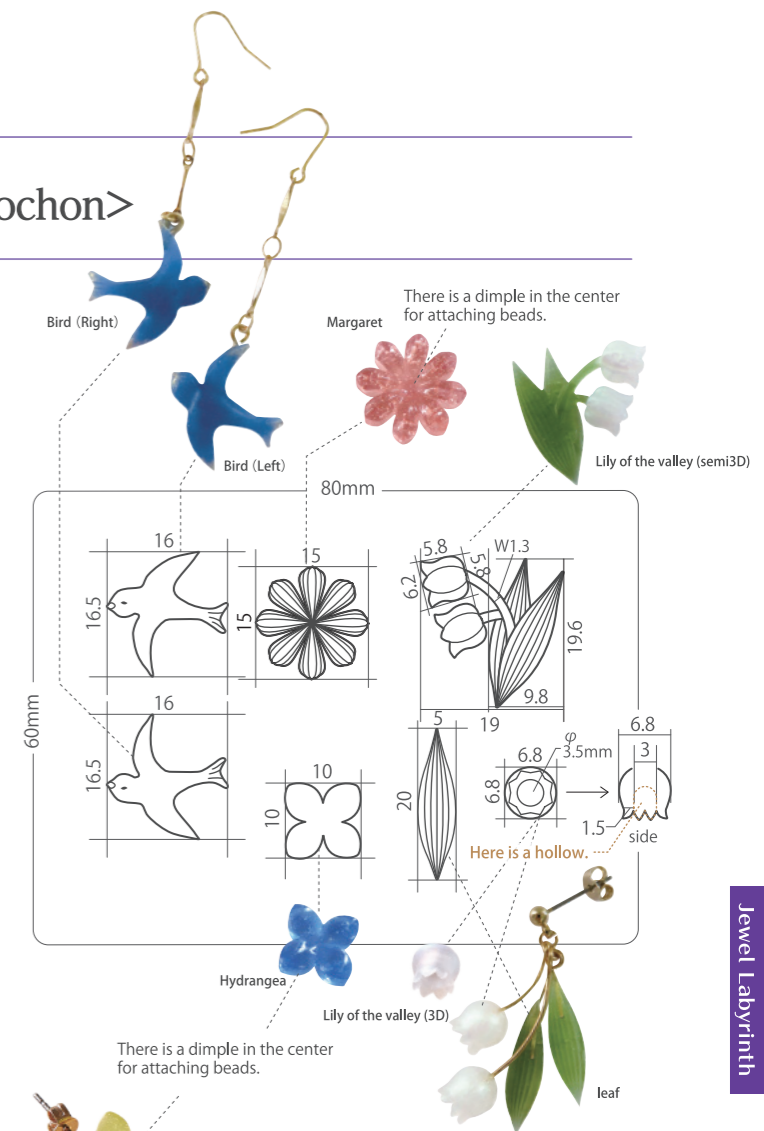 ochon>
Bird (Right)
There is a dimple in the center
for attaching beads.
Margaret
Bird (Left)
Lily of the valley (semi3D)
80mm
16
15
5.8
5.8
W1.3
6.2
16.5
15
19.6
9.8
19
60mm
16
5
φ
3.5mm
6.8
6.8
3
16.5
10
10
20
6.8
1.5
side
Here is a hollow.
Hydrangea
Lily of the valley (3D)
There is a dimple in the center
for attaching beads.
leaf
Jewel Labyrinth